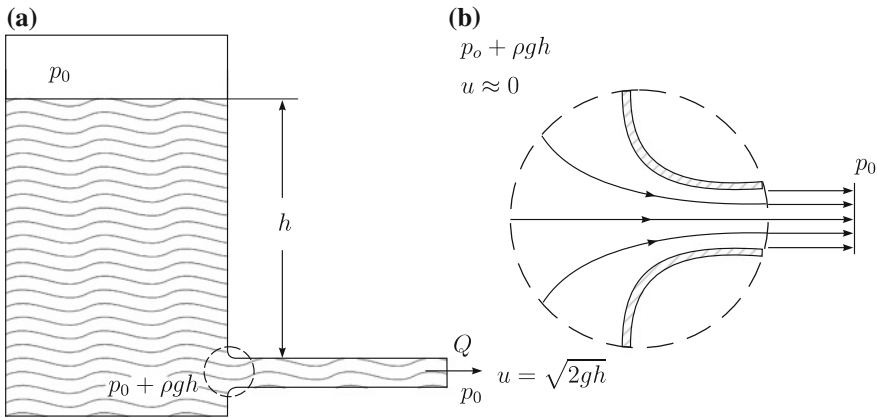 (a)
p₀
h
p₀ + ρgh
Q
p₀
(b)
pₒ + ρgh
u ≈ 0
p₀
u = √2gh